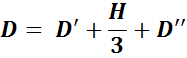 D = D′ + H/3 + D′′